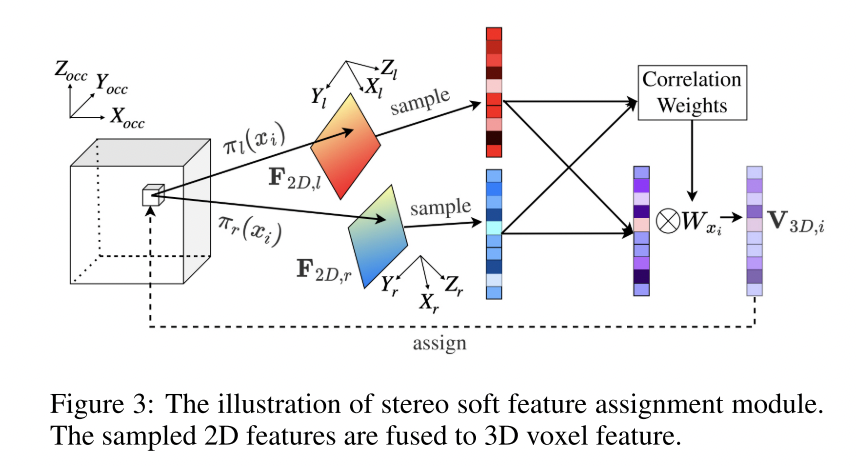 Z_occ
Y_occ
X_occ
Z_l
X_l
Y_l
sample
π_l(x_i)
F_2D,l
Correlation
Weights
π_r(x_i)
sample
⊗W_{x_i}
V_3D,i
F_2D,r
Y_r
X_r
Z_r
assign
Figure 3: The illustration of stereo soft feature assignment module.
The sampled 2D features are fused to 3D voxel feature.